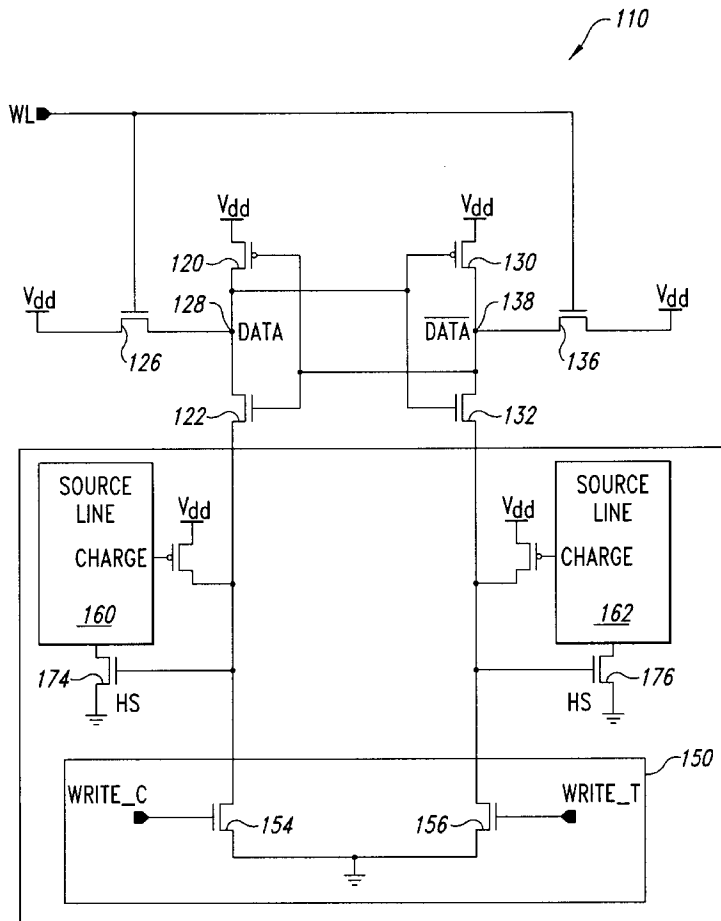 110
WL
Vdd Vdd
120 130
Vdd 128 138 Vdd
DATA D̅A̅T̅A̅
126 136
122 132
SOURCE LINE
Vdd
CHARGE
160
Vdd
SOURCE LINE
CHARGE
162
174
HS
176
HS
150
WRITE_C WRITE_T
154 156